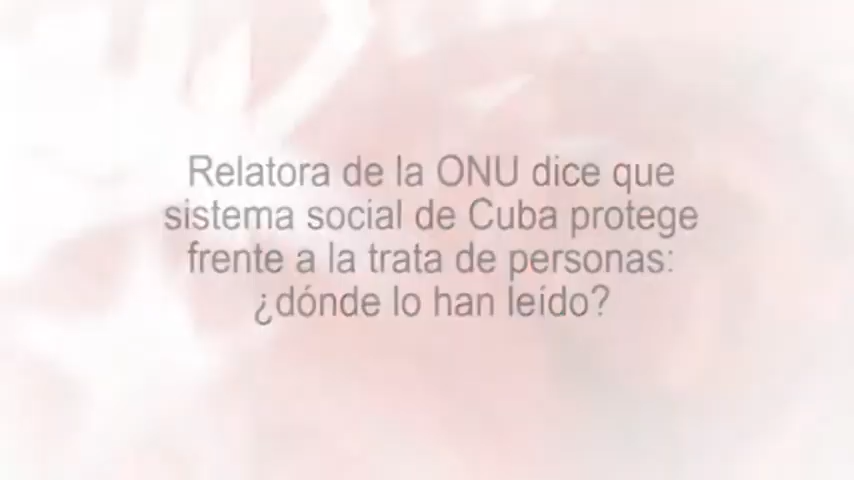 Relatora de la ONU dice que
sistema social de Cuba protege
frente a la trata de personas:
¿dónde lo han leído?